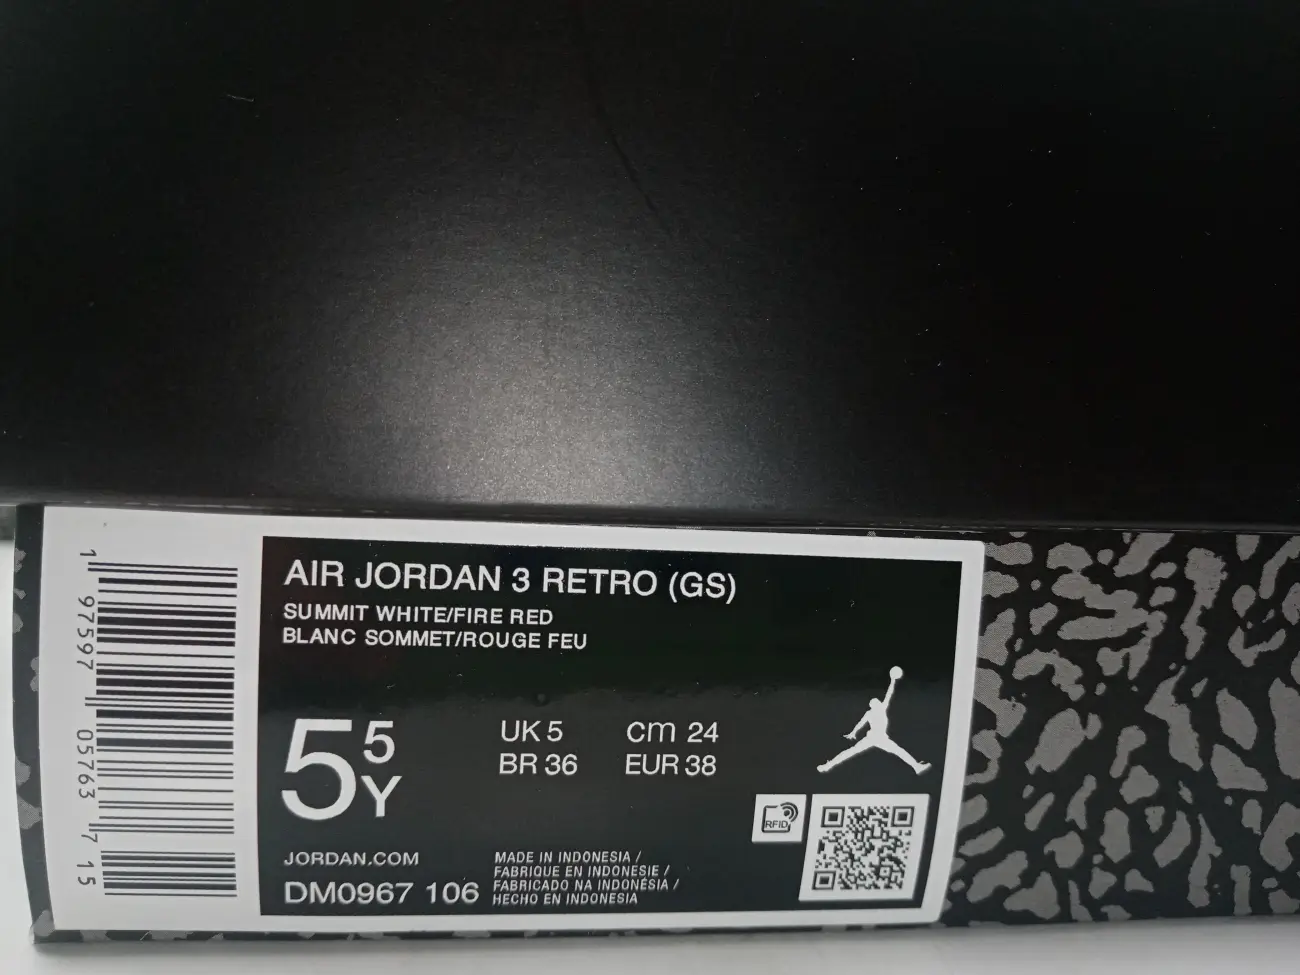 1 97597 05763 7 15
AIR JORDAN 3 RETRO (GS)
SUMMIT WHITE/FIRE RED
BLANC SOMMET/ROUGE FEU
5 5Y
UK 5 cm 24
BR 36 EUR 38
RFID
JORDAN.COM
DM0967 106
MADE IN INDONESIA /
FABRIQUE EN INDONESIE /
FABRICADO NA INDONÉSIA /
HECHO EN INDONESIA